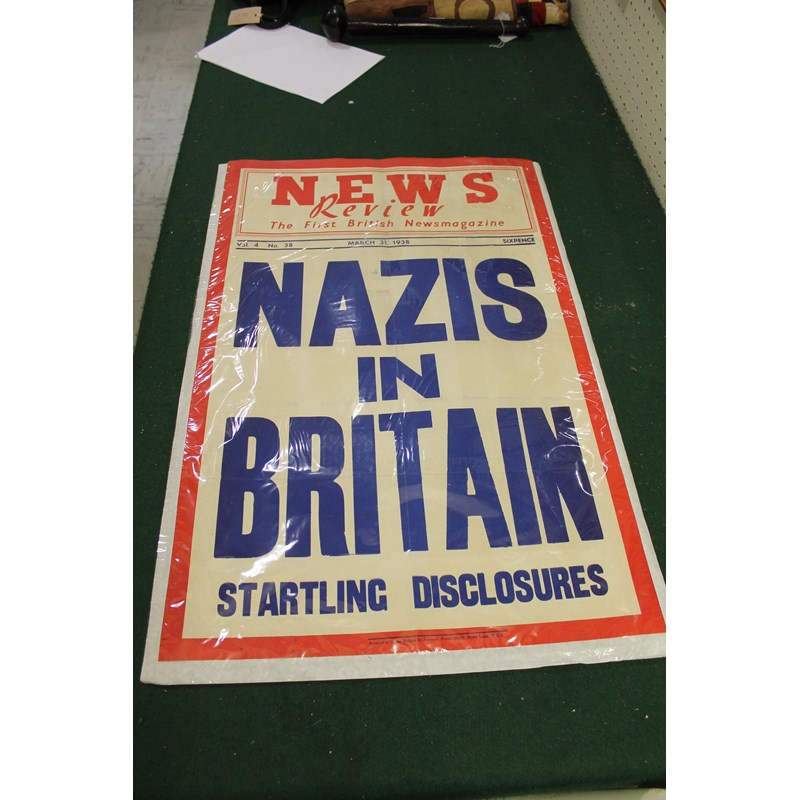 NEWS
Review
The First British Newsmagazine
Vol. 4 No. 38 MARCH 31, 1938 SIXPENCE
NAZIS
IN
BRITAIN
STARTLING DISCLOSURES